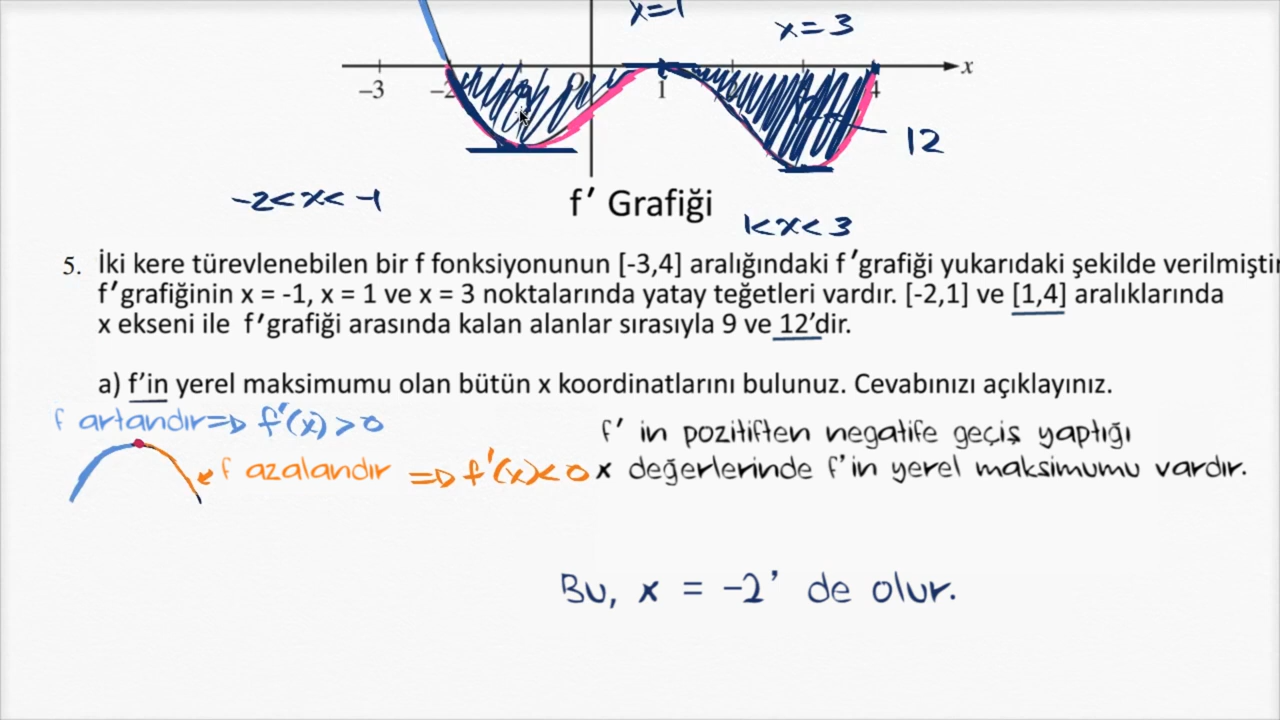 x=1
x=3
-3 -2 0 1 4 x
12
-2<x<-1
f' Grafiği
1<x<3
5. İki kere türevlenebilen bir f fonksiyonunun [-3,4] aralığındaki f'grafiği yukarıdaki şekilde verilmiştir
f'grafiğinin x = -1, x = 1 ve x = 3 noktalarında yatay teğetleri vardır. [-2,1] ve [1,4] aralıklarında
x ekseni ile f'grafiği arasında kalan alanlar sırasıyla 9 ve 12'dir.
a) f'in yerel maksimumu olan bütün x koordinatlarını bulunuz. Cevabınızı açıklayınız.
f artandır => f'(x) > 0
f azalandır => f'(x) < 0
f' in pozitiften negatife geçiş yaptığı
x değerlerinde f'in yerel maksimumu vardır.
Bu, x = -2' de olur.